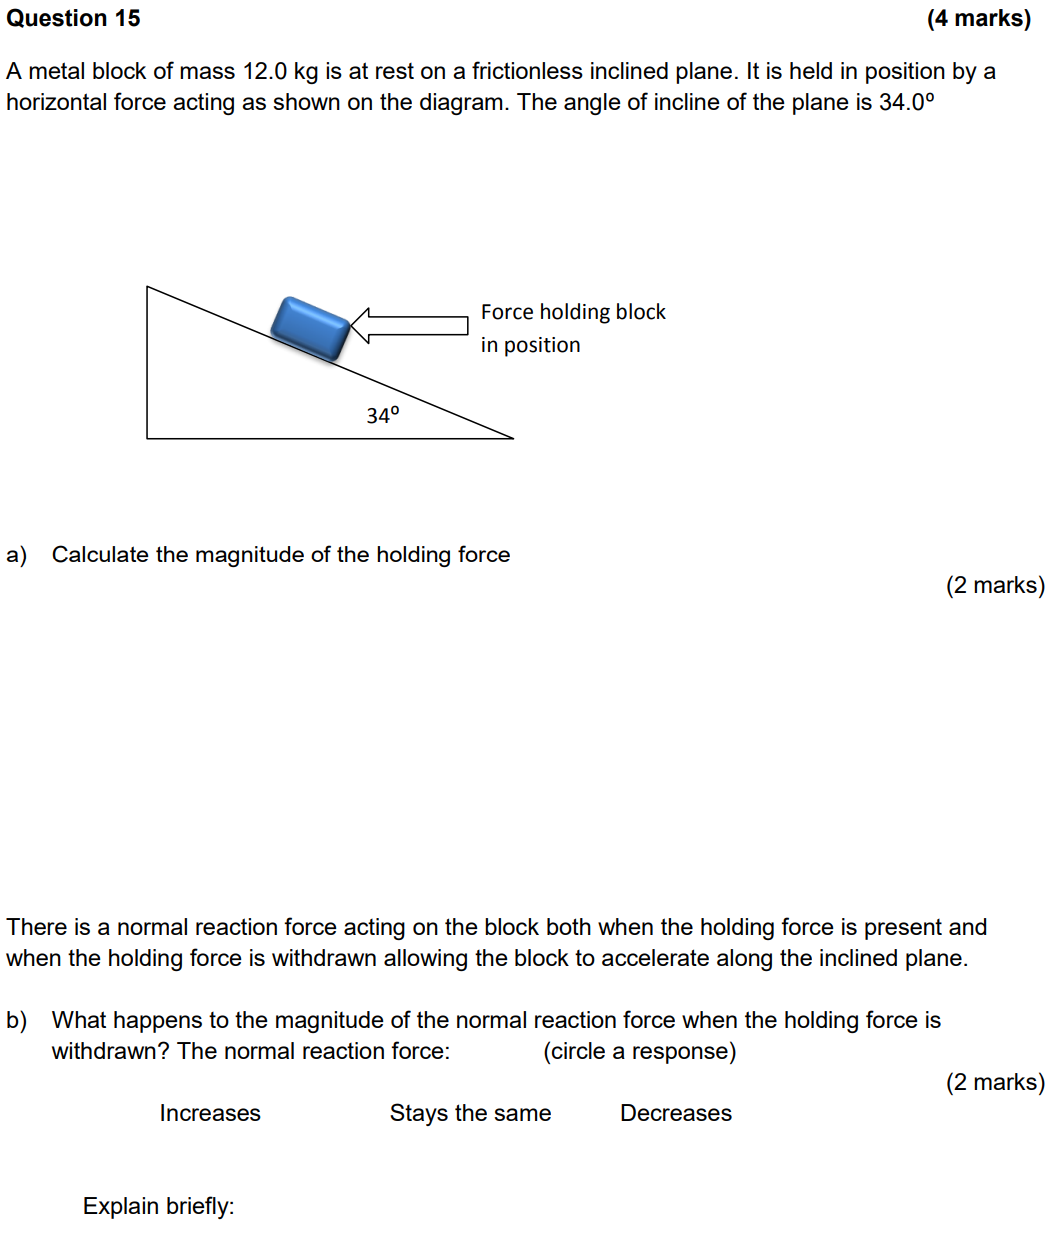 Question 15 (4 marks)
A metal block of mass 12.0 kg is at rest on a frictionless inclined plane. It is held in position by a
horizontal force acting as shown on the diagram. The angle of incline of the plane is 34.0º
Force holding block
in position
34º
a) Calculate the magnitude of the holding force
(2 marks)
There is a normal reaction force acting on the block both when the holding force is present and
when the holding force is withdrawn allowing the block to accelerate along the inclined plane.
b) What happens to the magnitude of the normal reaction force when the holding force is
withdrawn? The normal reaction force: (circle a response)
(2 marks)
Increases Stays the same Decreases
Explain briefly: